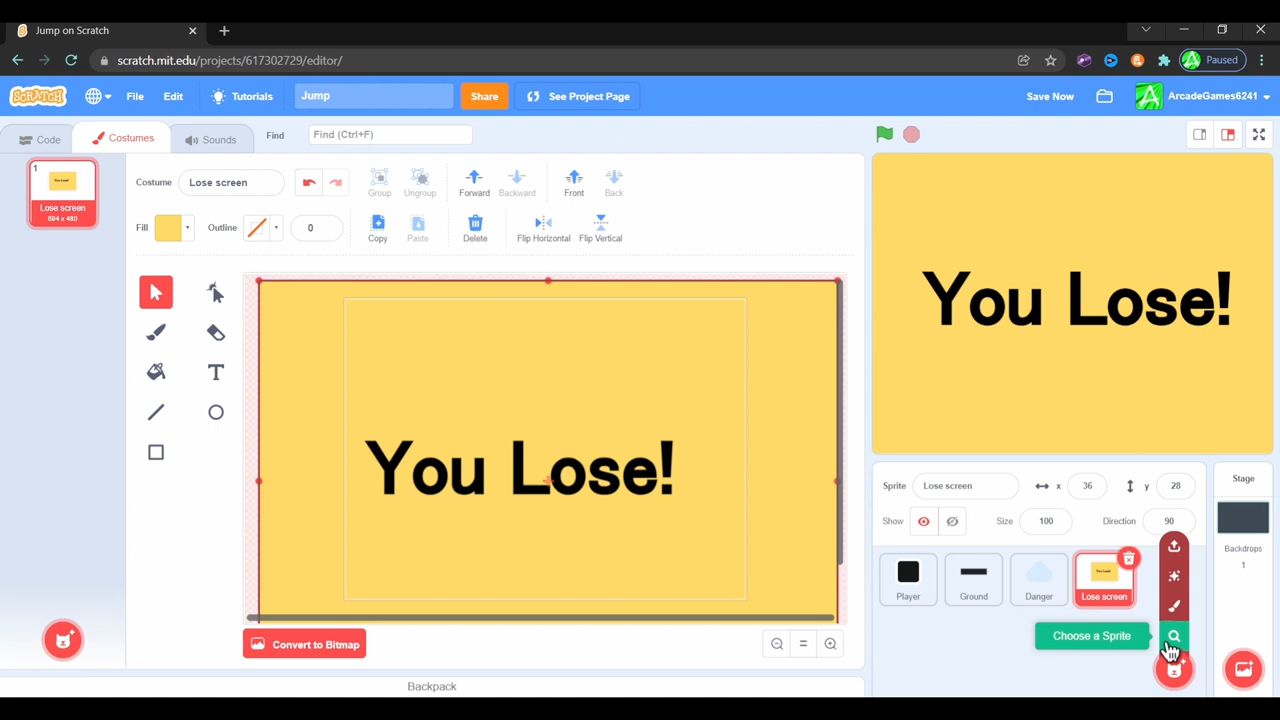 Jump on Scratch
scratch.mit.edu/projects/617302729/editor/
Paused
SCRATCH
File
Edit
Tutorials
Jump
Share
See Project Page
Save Now
ArcadeGames6241
Code
Costumes
Sounds
Find
Find (Ctrl+F)
1
Lose screen
694 x 480
Costume
Lose screen
Group
Ungroup
Forward
Backward
Front
Back
Fill
Outline
0
Copy
Paste
Delete
Flip Horizontal
Flip Vertical
You Lose!
You Lose!
Convert to Bitmap
Backpack
Sprite
Lose screen
x
36
y
28
Show
Size
100
Direction
90
Player
Ground
Danger
You Lose!
Lose screen
Choose a Sprite
Stage
Backdrops
1